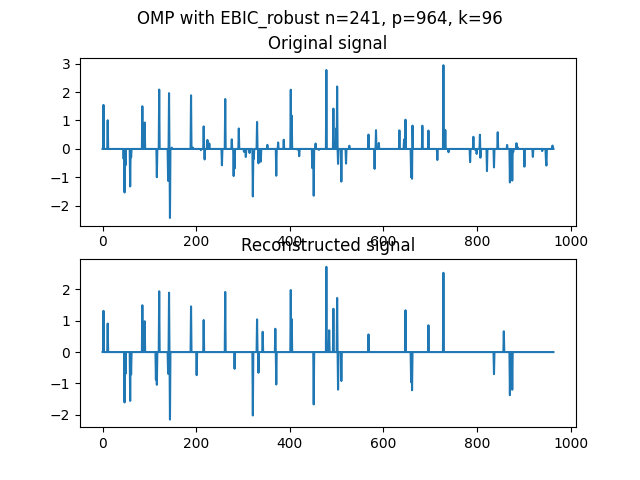 OMP with EBIC_robust n=241, p=964, k=96
Original signal
3
2
1
0
−1
−2
0 200 400 600 800 1000
Reconstructed signal
2
1
0
−1
−2
0 200 400 600 800 1000